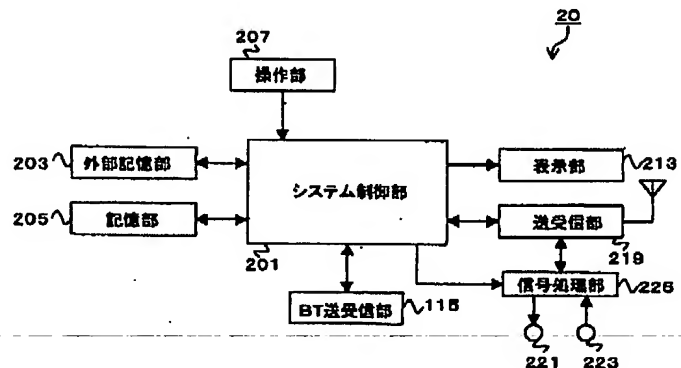 20
207
操作部
203
外部記憶部
システム制御部
表示部
213
205
記憶部
送受信部
219
201
信号処理部
226
BT送受信部
115
221
223